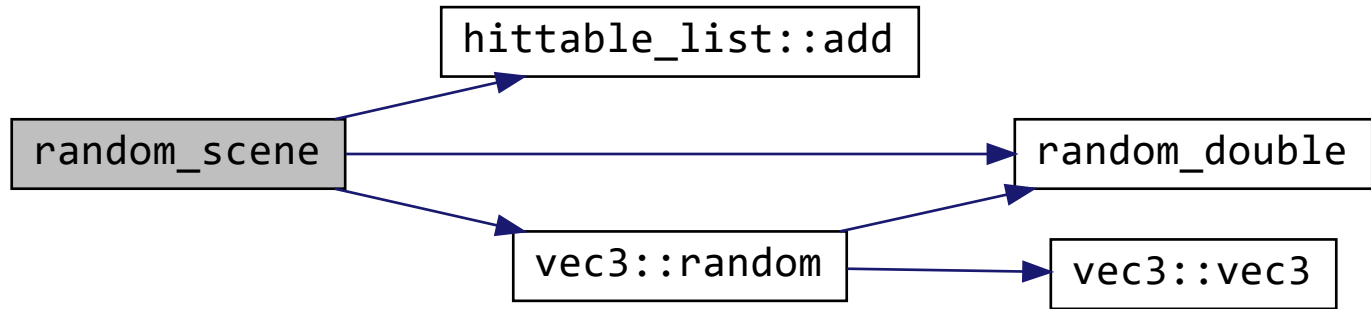 hittable_list::add
random_scene
random_double
vec3::random
vec3::vec3